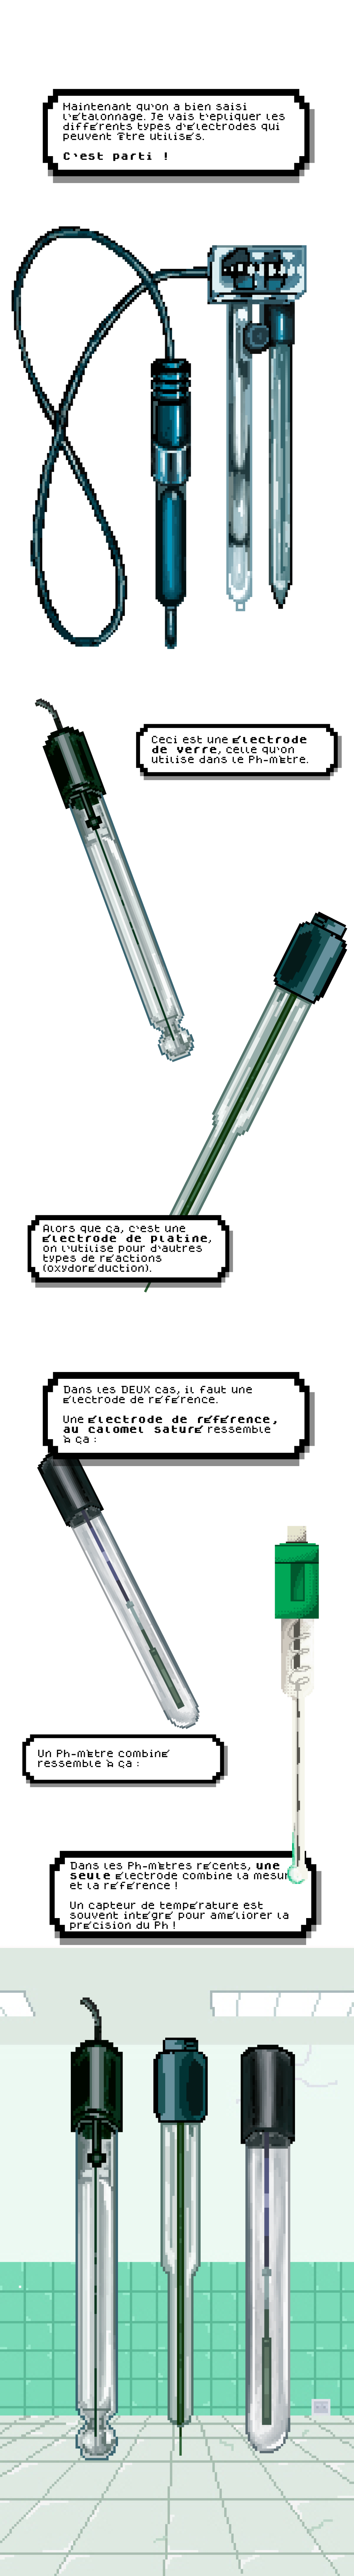 Maintenant qu'on a bien saisi
l'étalonnage. Je vais t'epliquer les
différents types d'électrodes qui
peuvent être utilisés.
C'est parti !
Ceci est une électrode
de verre, celle qu'on
utilise dans le Ph-mètre.
Alors que ça, c'est une
électrode de platine,
on l'utilise pour d'autres
types de réactions
(oxydoréduction).
Dans les DEUX cas, il faut une
électrode de référence.
Une électrode de référence,
au calomel saturé ressemble
à ça :
Un Ph-mètre combiné
ressemble à ça :
Dans les Ph-mètres récents, une
seule électrode combine la mesur
et la référence !
Un capteur de température est
souvent intégré pour améliorer la
précision du Ph !